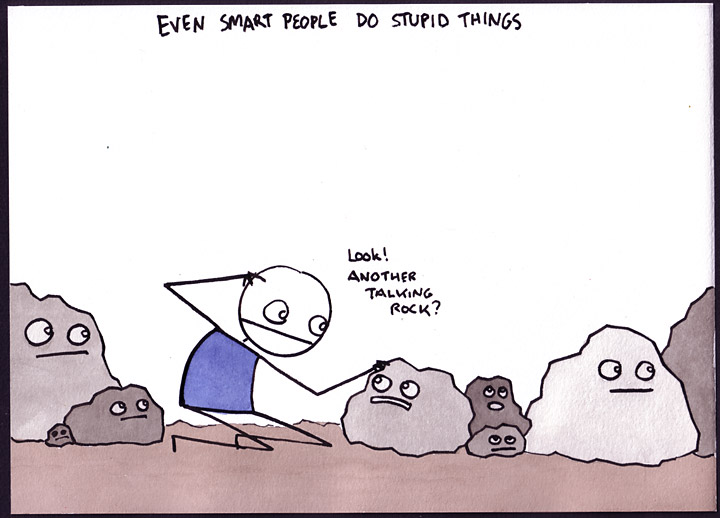 EVEN SMART PEOPLE DO STUPID THINGS
Look!
ANOTHER
TALKING
ROCK?